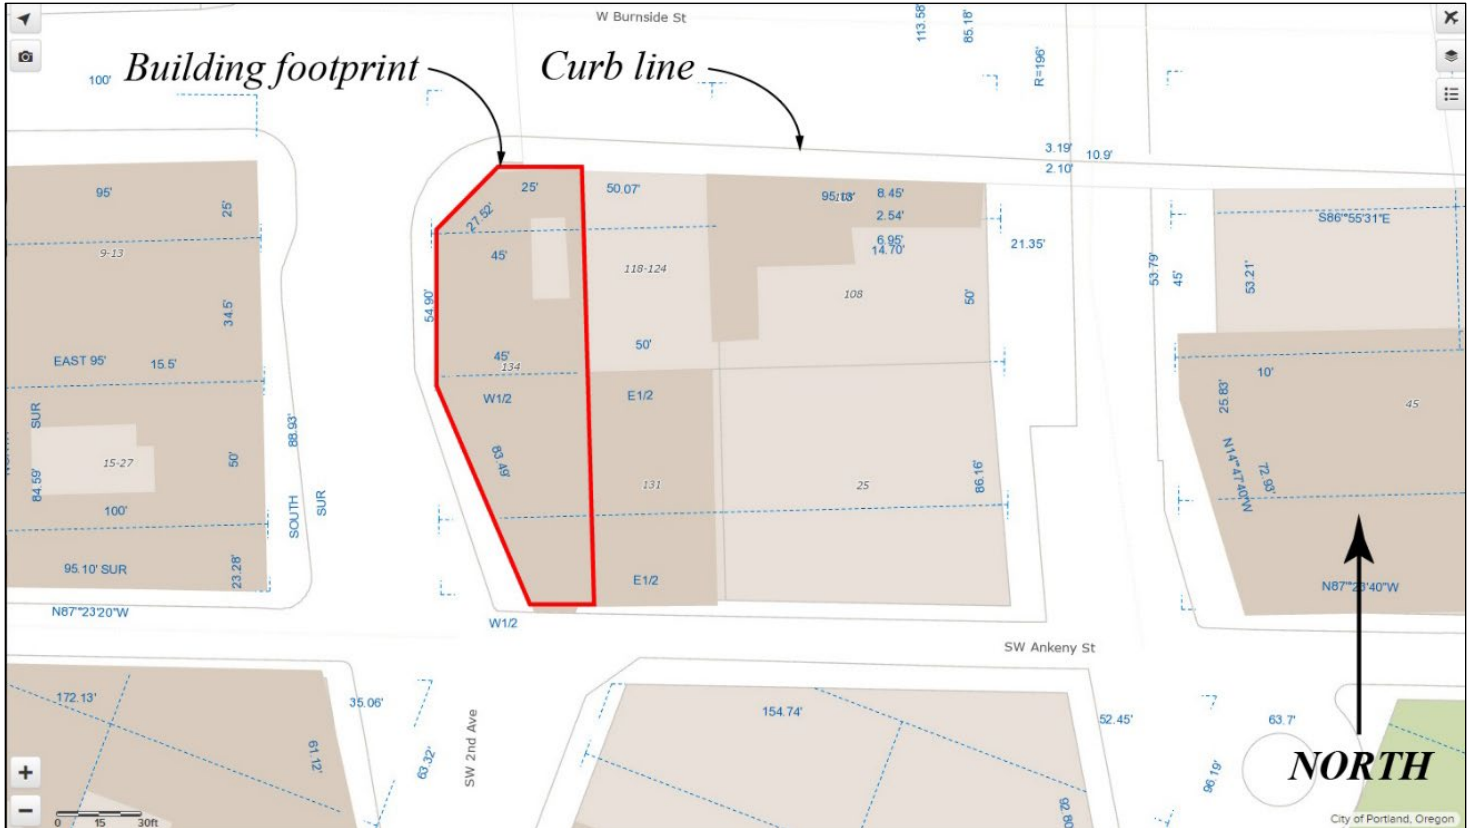 W Burnside St
113.58'
85.18'
R=196'
Building footprint
Curb line
100'
3.19'
10.9'
2.10'
95'
25'
25'
50.07'
8.45'
2.54'
6.95'
14.70'
21.35'
S86°55'31"E
27.52'
9-13
45'
118-124
108
53.79'
45'
53.21'
34.5'
54.90'
50'
EAST 95'
15.5'
45'
134
50'
W1/2
E1/2
10'
25.83'
45
SUR
88.93'
83.49'
15-27
50'
84.59'
131
25
86.16'
N14°47'40"W
72.93'
100'
SOUTH
SUR
95.10' SUR
23.28'
E1/2
N87°23'40"W
N87°23'20"W
W1/2
SW Ankeny St
172.13'
35.06'
154.74'
52.45'
63.7'
SW 2nd Ave
61.12'
63.32'
96.19'
NORTH
+
−
0 15 30ft
City of Portland, Oregon